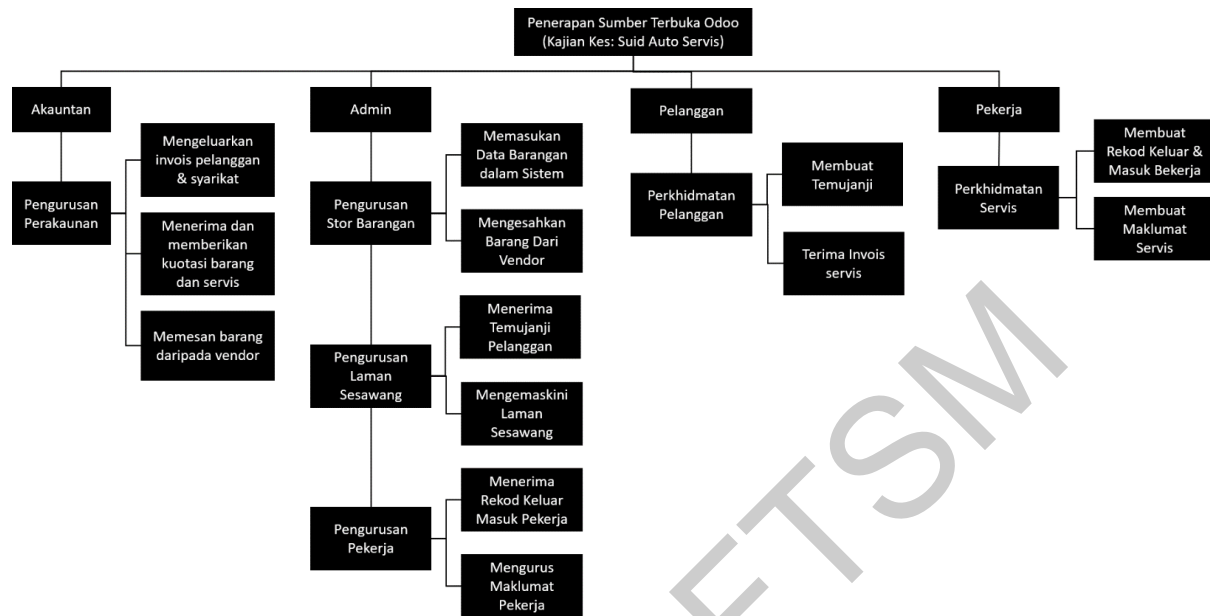 Penerapan Sumber Terbuka Odoo
(Kajian Kes: Suid Auto Servis)
Akauntan
Pengurusan
Perakaunan
Mengeluarkan
invois pelanggan
& syarikat
Menerima dan
memberikan
kuotasi barang
dan servis
Memesan barang
daripada vendor
Admin
Pengurusan
Stor Barangan
Memasukan
Data Barangan
dalam Sistem
Mengesahkan
Barang Dari
Vendor
Pengurusan
Laman
Sesawang
Menerima
Temujanji
Pelanggan
Mengemaskini
Laman
Sesawang
Pengurusan
Pekerja
Menerima
Rekod Keluar
Masuk Pekerja
Mengurus
Maklumat
Pekerja
Pelanggan
Perkhidmatan
Pelanggan
Membuat
Temujanji
Terima Invois
servis
Pekerja
Perkhidmatan
Servis
Membuat
Rekod Keluar &
Masuk Bekerja
Membuat
Maklumat
Servis
FTSM